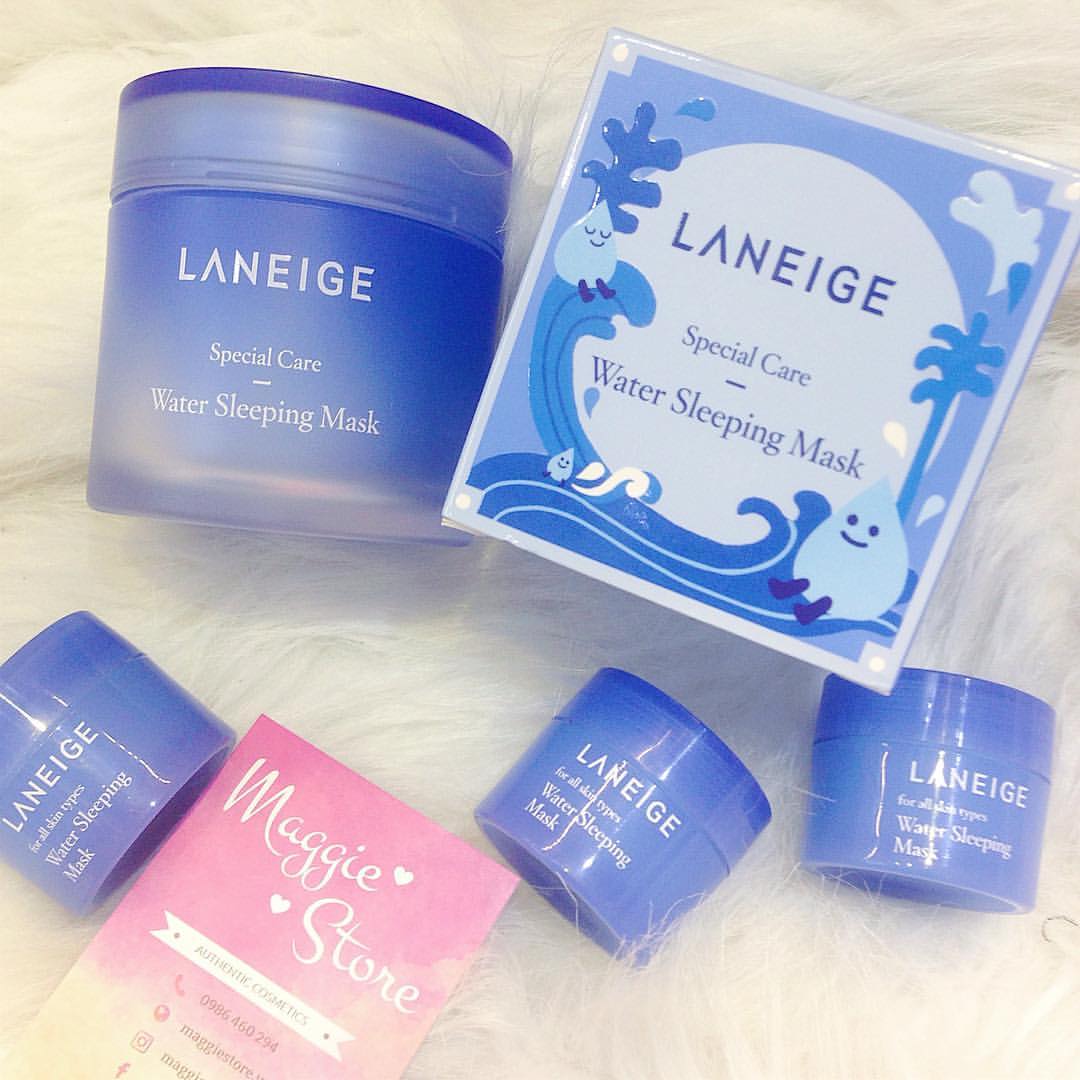 LANEIGE
Special Care
Water Sleeping Mask
LANEIGE
Special Care
Water Sleeping Mask
LANEIGE
for all skin types
Water Sleeping
Mask
LANEIGE
for all skin types
Water Sleeping
Mask
LANEIGE
for all skin types
Water Sleeping
Mask
Maggie
Store
AUTHENTIC COSMETICS
0986 460 294
maggiestore.